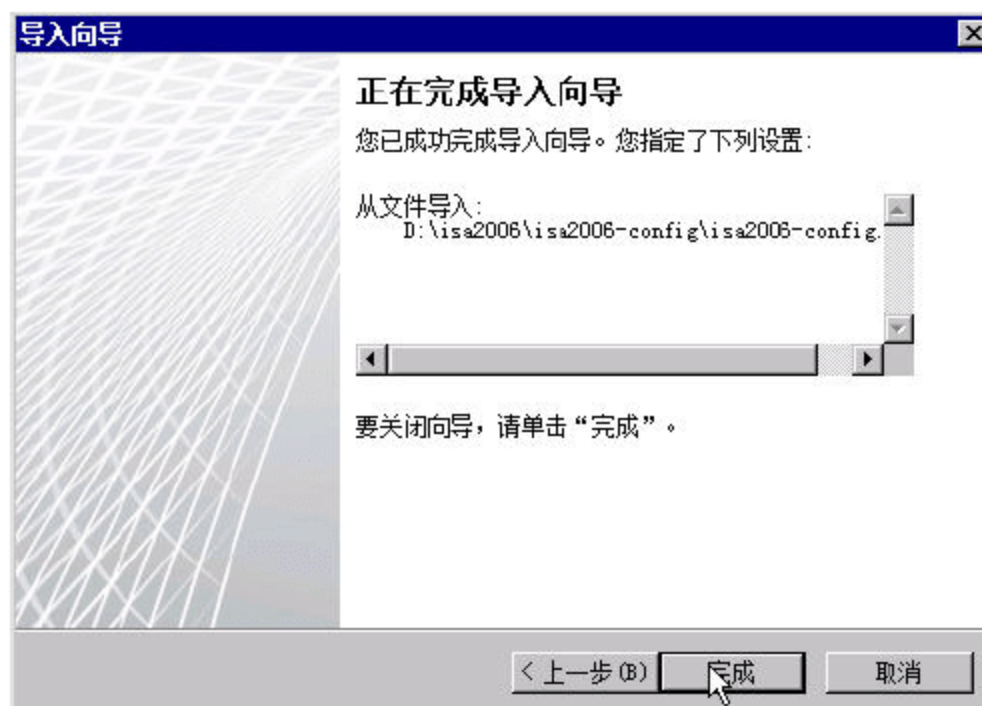 导入向导
正在完成导入向导
您已成功完成导入向导。您指定了下列设置:
从文件导入:
D:\isa2006\isa2006-config\isa2006-config.
要关闭向导，请单击“完成”。
< 上一步(B)
完成
取消